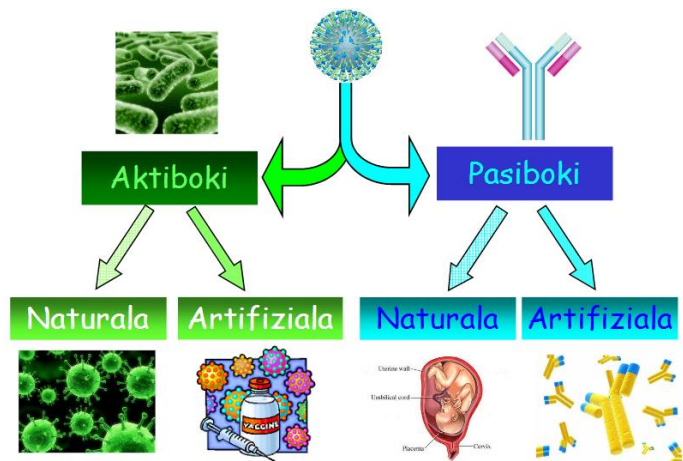 Aktiboki
Pasiboki
Naturala
Artifiziala
Naturala
Artifiziala
VACCINE
Uterine wall
Umbilical cord
Placenta
Cervix